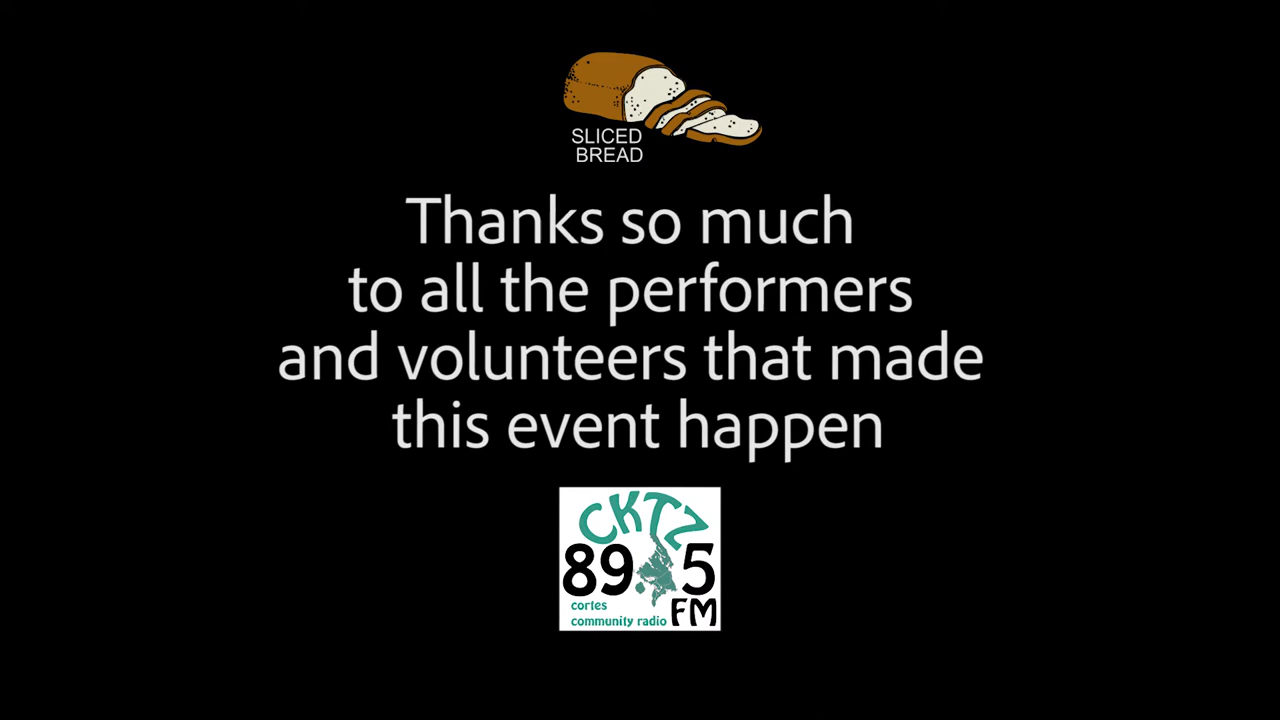 SLICED
BREAD
Thanks so much
to all the performers
and volunteers that made
this event happen
CKTZ
89.5
FM
cortes
community radio